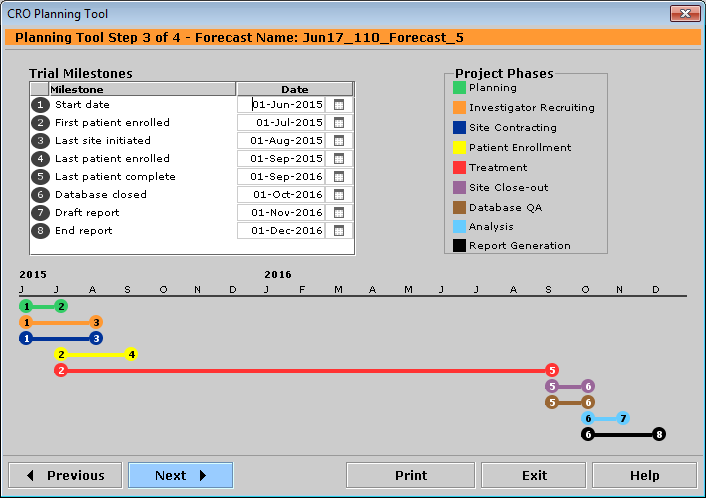 CRO Planning Tool
Planning Tool Step 3 of 4 - Forecast Name: Jun17_110_Forecast_5
Trial Milestones
Milestone Date
1 Start date 01-Jun-2015
2 First patient enrolled 01-Jul-2015
3 Last site initiated 01-Aug-2015
4 Last patient enrolled 01-Sep-2015
5 Last patient complete 01-Sep-2016
6 Database closed 01-Oct-2016
7 Draft report 01-Nov-2016
8 End report 01-Dec-2016
Project Phases
Planning
Investigator Recruiting
Site Contracting
Patient Enrollment
Treatment
Site Close-out
Database QA
Analysis
Report Generation
2015 2016
J J A S O N D J F M A M J J A S O N D
1 2
1 3
1 3
2 4
2 5
5 6
5 6
6 7
6 8
Previous Next Print Exit Help